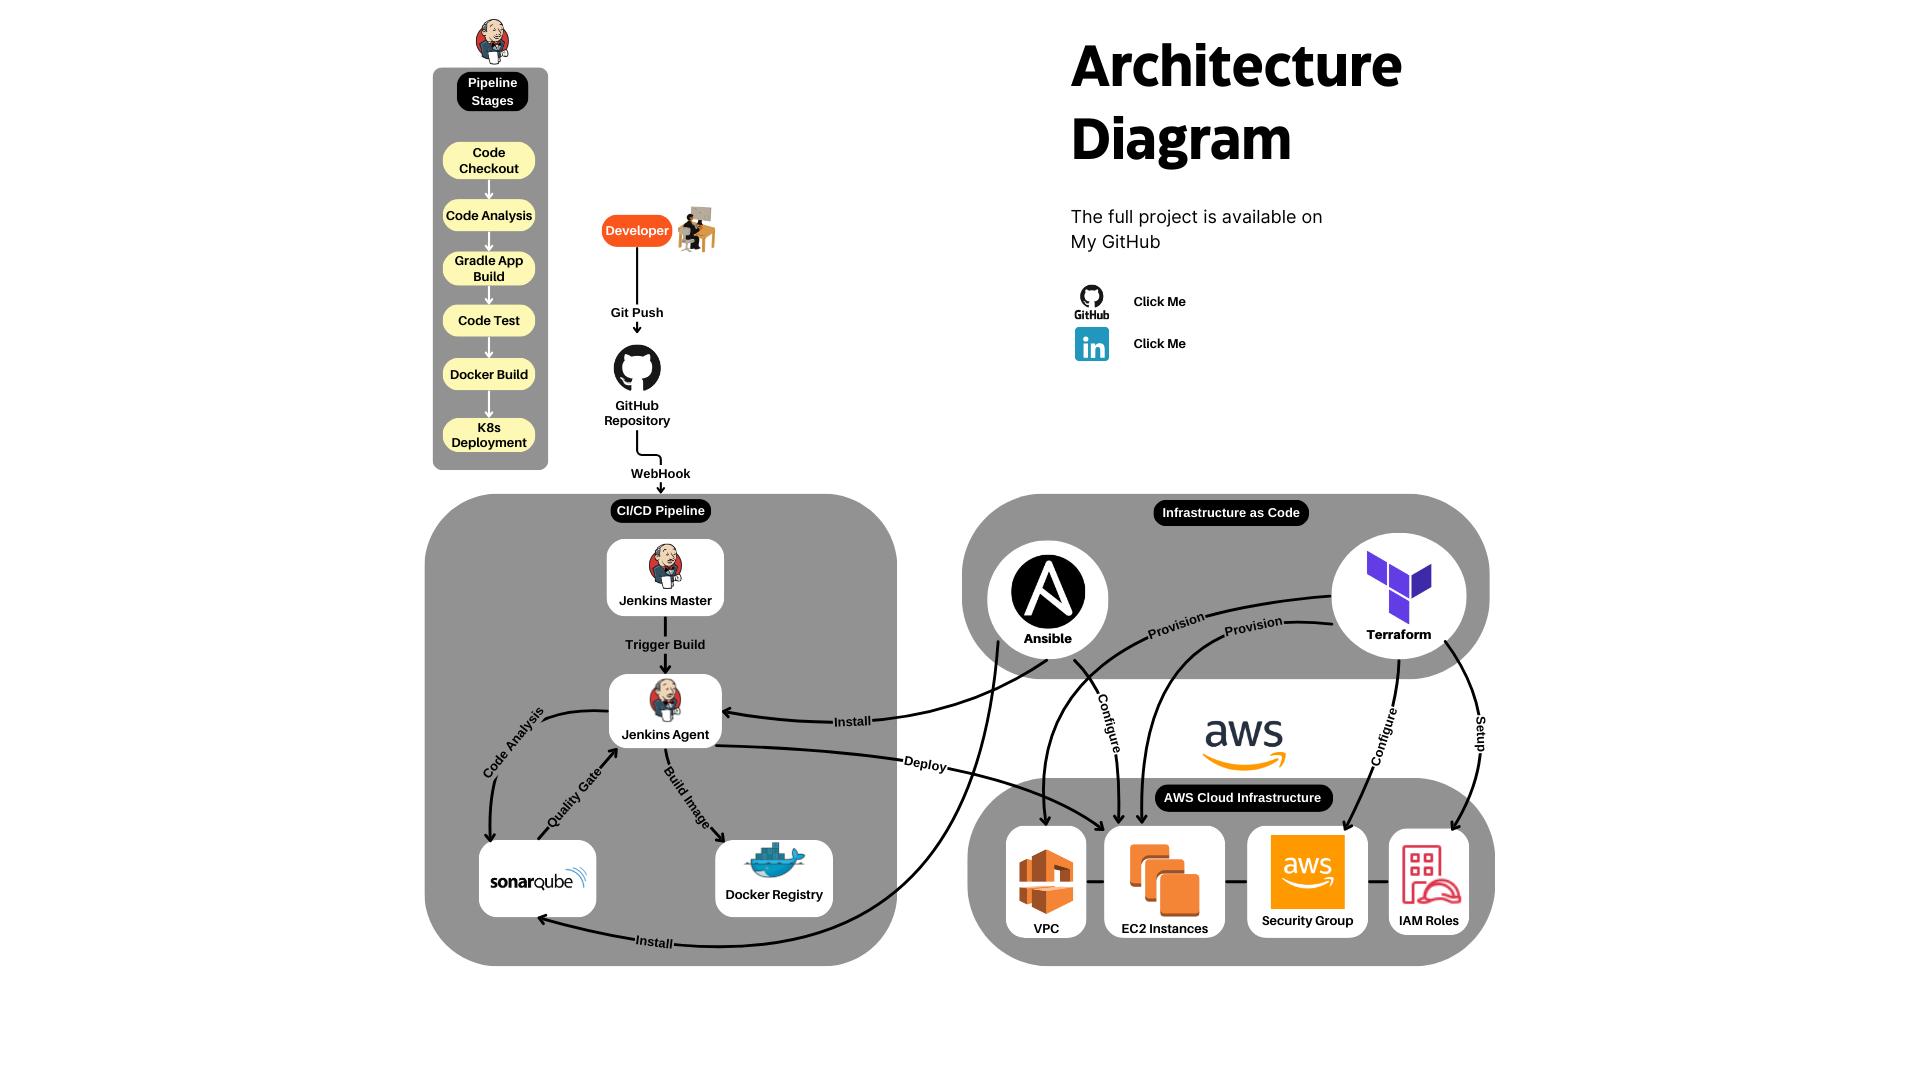 Architecture
Diagram
The full project is available on
My GitHub
GitHub
Click Me
in
Click Me
Pipeline
Stages
Code
Checkout
Code Analysis
Gradle App
Build
Code Test
Docker Build
K8s
Deployment
Developer
Git Push
GitHub
Repository
WebHook
CI/CD Pipeline
Jenkins Master
Trigger Build
Jenkins Agent
Code Analysis
Quality Gate
Build Image
sonarqube
Docker Registry
Install
Install
Deploy
Infrastructure as Code
Ansible
Terraform
Provision
Provision
Configure
Configure
Setup
aws
AWS Cloud Infrastructure
VPC
EC2 Instances
aws
Security Group
IAM Roles